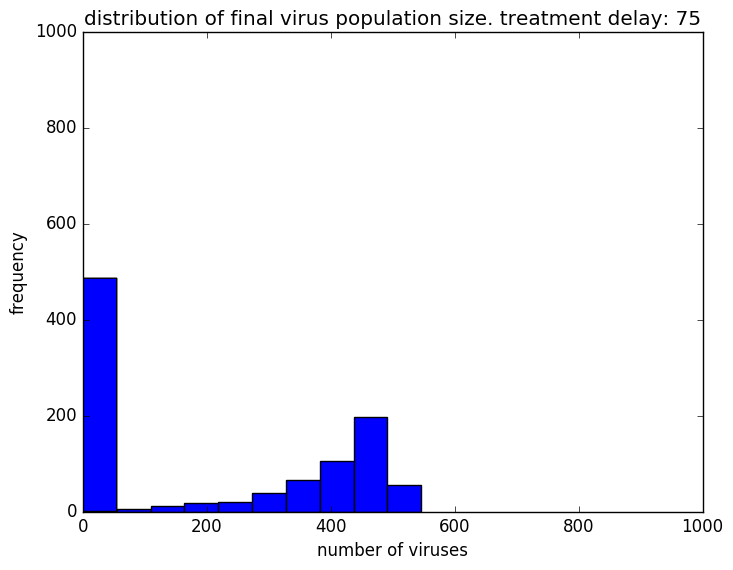 distribution of final virus population size. treatment delay: 75
1000
800
600
400
200
0
frequency
0 200 400 600 800 1000
number of viruses